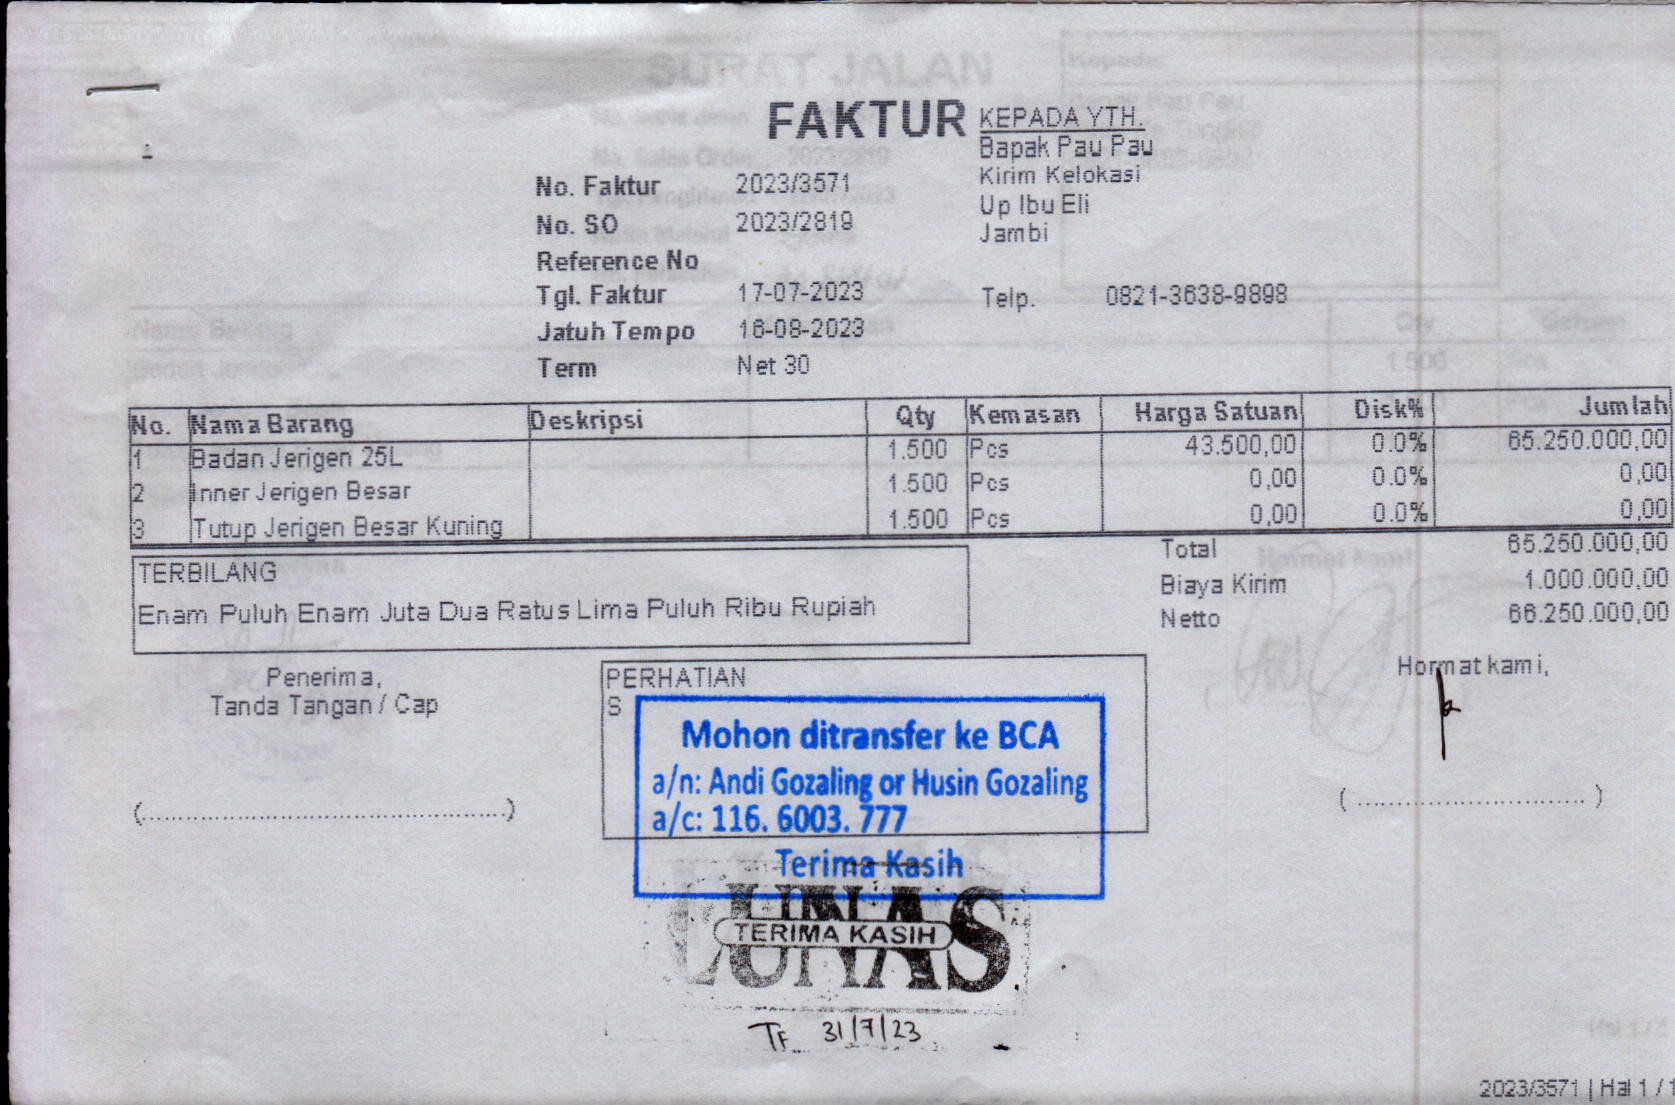 FAKTUR
KEPADA YTH.
Bapak Pau Pau
Kirim Kelokasi
Up Ibu Eli
Jambi
Telp. 0821-3638-9898
No. Faktur 2023/3571
No. SO 2023/2819
Reference No
Tgl. Faktur 17-07-2023
Jatuh Tempo 16-08-2023
Term Net 30
No. Nama Barang Deskripsi Qty Kemasan Harga Satuan Disk% Jumlah
1 Badan Jerigen 25L 1.500 Pcs 43.500,00 0.0% 65.250.000,00
2 Inner Jerigen Besar 1.500 Pcs 0,00 0.0% 0,00
3 Tutup Jerigen Besar Kuning 1.500 Pcs 0,00 0.0% 0,00
Total 65.250.000,00
Biaya Kirim 1.000.000,00
Netto 66.250.000,00
TERBILANG
Enam Puluh Enam Juta Dua Ratus Lima Puluh Ribu Rupiah
Penerima,
Tanda Tangan / Cap
(..............................................)
PERHATIAN
S
Mohon ditransfer ke BCA
a/n: Andi Gozaling or Husin Gozaling
a/c: 116. 6003. 777
Terima Kasih
Hormat kami,
(............................)
LUNAS
TERIMA KASIH
TF 31/7/23
2023/3571 | Hal 1 / 1